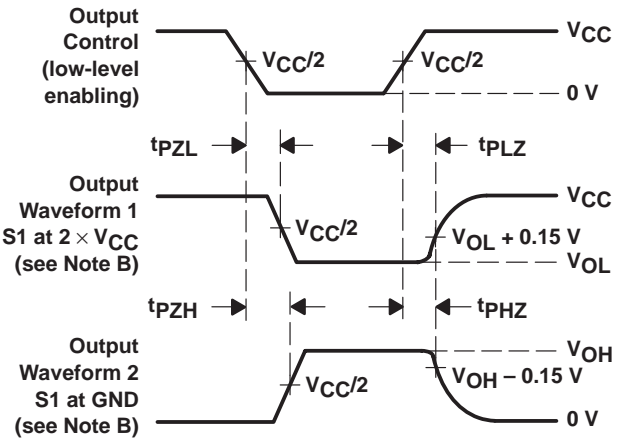 Output
Control
(low-level
enabling)
VCC/2
VCC/2
VCC
0 V
tPZL
tPLZ
Output
Waveform 1
S1 at 2 × VCC
(see Note B)
VCC/2
VCC
VOL + 0.15 V
VOL
tPZH
tPHZ
Output
Waveform 2
S1 at GND
(see Note B)
VCC/2
VOH
VOH – 0.15 V
0 V